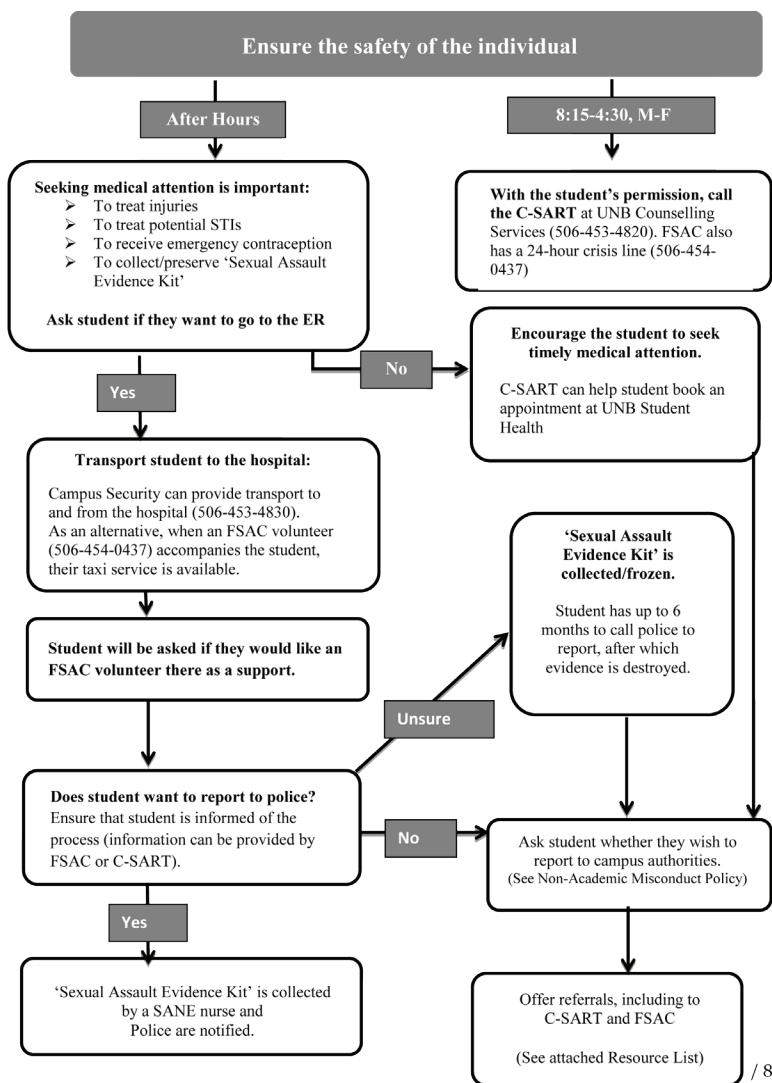 Ensure the safety of the individual
After Hours
8:15-4:30, M-F
Seeking medical attention is important:
➢ To treat injuries
➢ To treat potential STIs
➢ To receive emergency contraception
➢ To collect/preserve ‘Sexual Assault
Evidence Kit’
Ask student if they want to go to the ER
With the student’s permission, call
the C-SART at UNB Counselling
Services (506-453-4820). FSAC also
has a 24-hour crisis line (506-454-
0437)
No
Encourage the student to seek
timely medical attention.
C-SART can help student book an
appointment at UNB Student
Health
Yes
Transport student to the hospital:
Campus Security can provide transport to
and from the hospital (506-453-4830).
As an alternative, when an FSAC volunteer
(506-454-0437) accompanies the student,
their taxi service is available.
Student will be asked if they would like an
FSAC volunteer there as a support.
‘Sexual Assault
Evidence Kit’ is
collected/frozen.
Student has up to 6
months to call police to
report, after which
evidence is destroyed.
Unsure
Does student want to report to police?
Ensure that student is informed of the
process (information can be provided by
FSAC or C-SART).
No
Ask student whether they wish to
report to campus authorities.
(See Non-Academic Misconduct Policy)
Yes
‘Sexual Assault Evidence Kit’ is collected
by a SANE nurse and
Police are notified.
Offer referrals, including to
C-SART and FSAC
(See attached Resource List)
/ 8